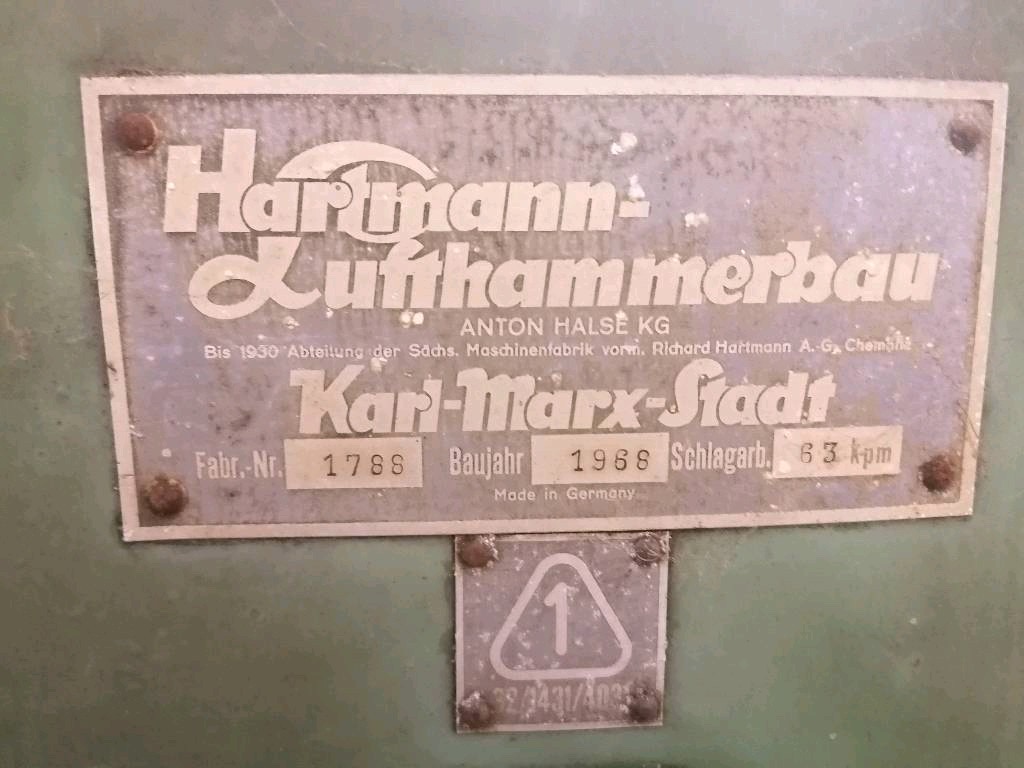 Hartmann-
Lufthammerbau
ANTON HALSE KG
Bis 1930 Abteilung der Sächs. Maschinenfabrik vorm. Richard Hartmann A.-G.
Karl-Marx-Stadt
Fabr.-Nr. 1788 Baujahr 1968 Schlagarb. 63 kpm
Made in Germany
1